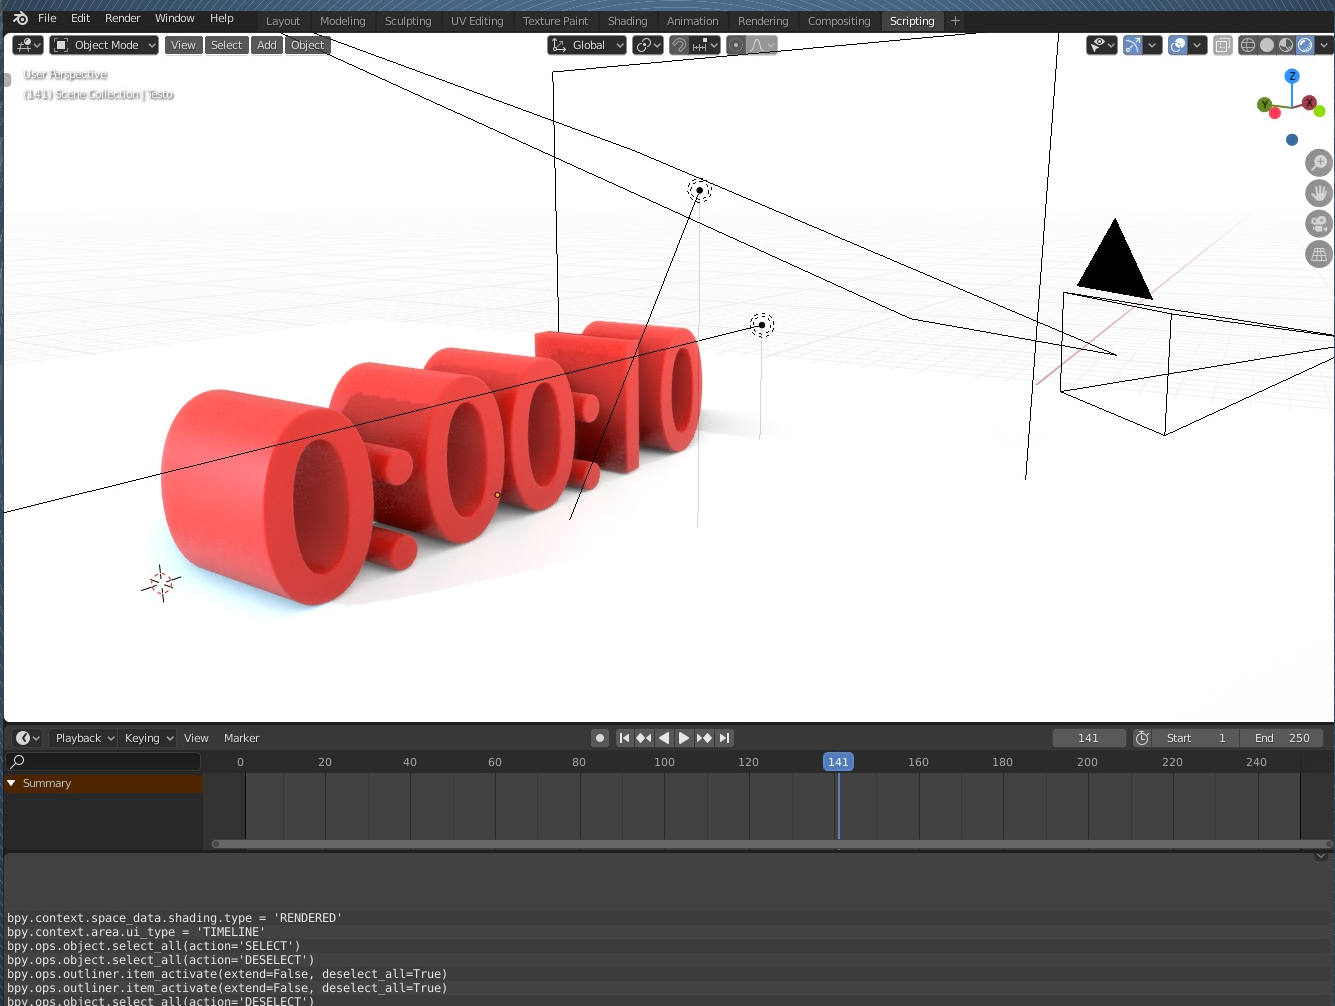 File Edit Render Window Help Layout Modeling Sculpting UV Editing Texture Paint Shading Animation Rendering Compositing Scripting +
Object Mode View Select Add Object Global
User Perspective
(141) Scene Collection | Testo
Z
Y X
0:00:10
Playback Keying View Marker 141 Start 1 End 250
0 20 40 60 80 100 120 141 160 180 200 220 240
Summary
bpy.context.space_data.shading.type = 'RENDERED'
bpy.context.area.ui_type = 'TIMELINE'
bpy.ops.object.select_all(action='SELECT')
bpy.ops.object.select_all(action='DESELECT')
bpy.ops.outliner.item_activate(extend=False, deselect_all=True)
bpy.ops.outliner.item_activate(extend=False, deselect_all=True)
bpy.ops.object.select_all(action='DESELECT')